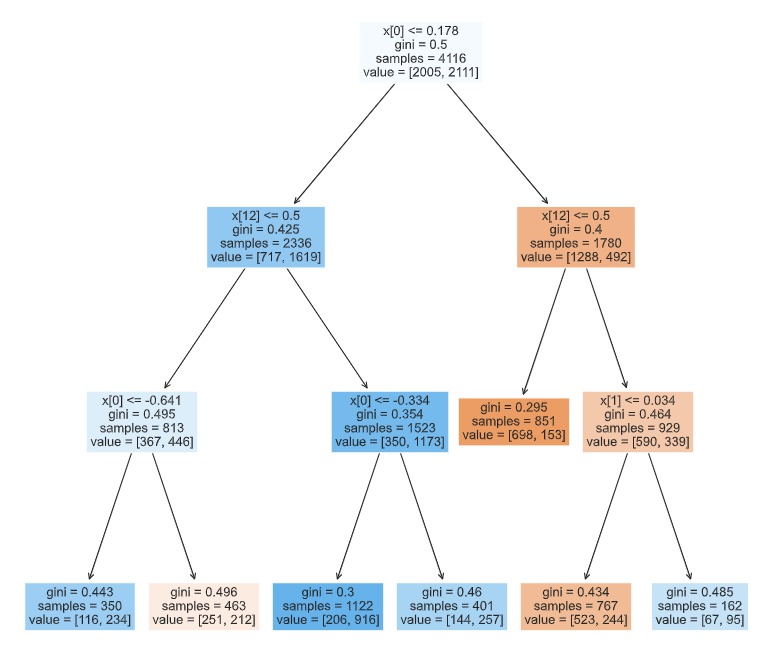 x[0] <= 0.178
gini = 0.5
samples = 4116
value = [2005, 2111]
x[12] <= 0.5
gini = 0.425
samples = 2336
value = [717, 1619]
x[12] <= 0.5
gini = 0.4
samples = 1780
value = [1288, 492]
x[0] <= -0.641
gini = 0.495
samples = 813
value = [367, 446]
x[0] <= -0.334
gini = 0.354
samples = 1523
value = [350, 1173]
gini = 0.295
samples = 851
value = [698, 153]
x[1] <= 0.034
gini = 0.464
samples = 929
value = [590, 339]
gini = 0.443
samples = 350
value = [116, 234]
gini = 0.496
samples = 463
value = [251, 212]
gini = 0.3
samples = 1122
value = [206, 916]
gini = 0.46
samples = 401
value = [144, 257]
gini = 0.434
samples = 767
value = [523, 244]
gini = 0.485
samples = 162
value = [67, 95]